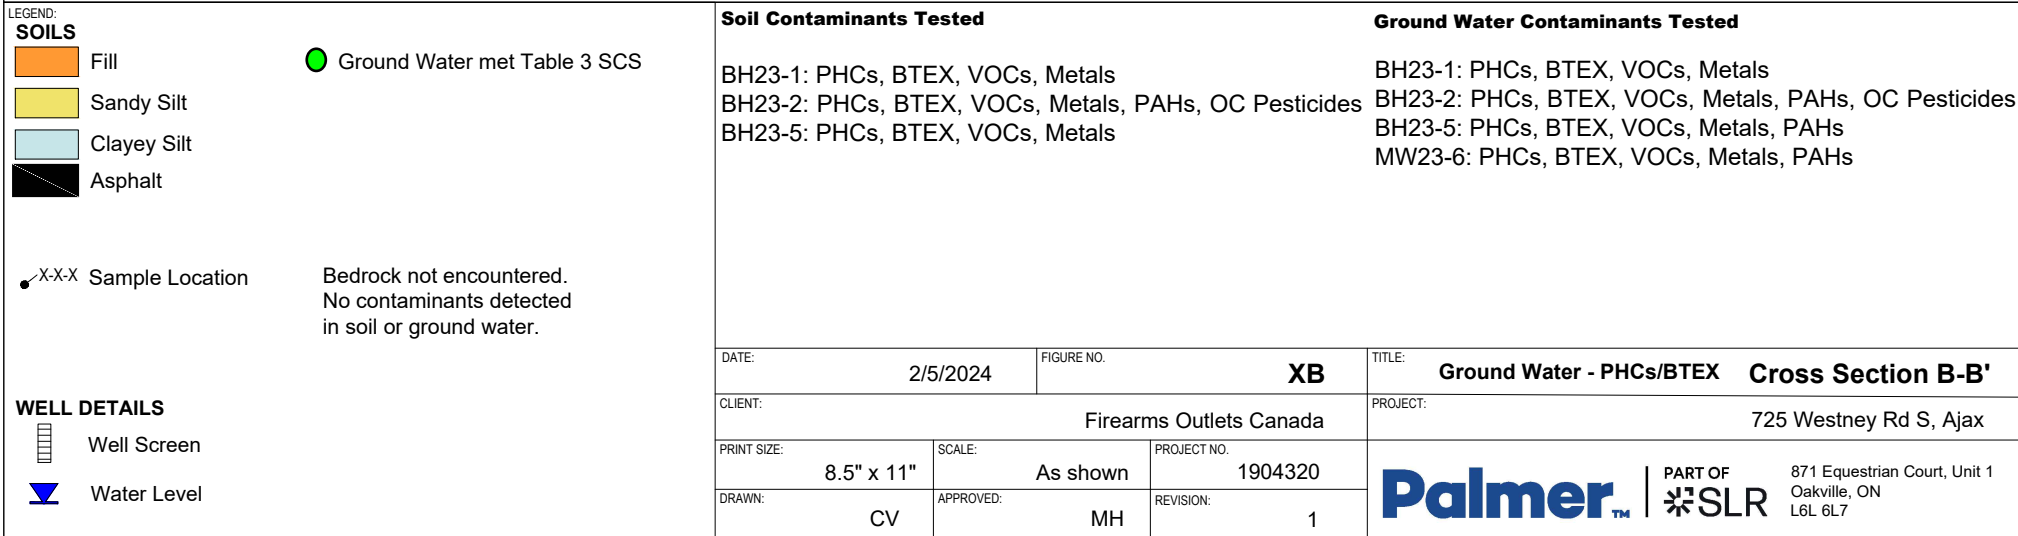 LEGEND:
SOILS
Fill
Sandy Silt
Clayey Silt
Asphalt
Ground Water met Table 3 SCS
X-X-X Sample Location
Bedrock not encountered.
No contaminants detected
in soil or ground water.
WELL DETAILS
Well Screen
Water Level
Soil Contaminants Tested
BH23-1: PHCs, BTEX, VOCs, Metals
BH23-2: PHCs, BTEX, VOCs, Metals, PAHs, OC Pesticides
BH23-5: PHCs, BTEX, VOCs, Metals
Ground Water Contaminants Tested
BH23-1: PHCs, BTEX, VOCs, Metals
BH23-2: PHCs, BTEX, VOCs, Metals, PAHs, OC Pesticides
BH23-5: PHCs, BTEX, VOCs, Metals, PAHs
MW23-6: PHCs, BTEX, VOCs, Metals, PAHs
DATE: 2/5/2024
FIGURE NO. XB
TITLE: Ground Water - PHCs/BTEX Cross Section B-B'
CLIENT: Firearms Outlets Canada
PROJECT: 725 Westney Rd S, Ajax
PRINT SIZE: 8.5" x 11"
SCALE: As shown
PROJECT NO. 1904320
DRAWN: CV
APPROVED: MH
REVISION: 1
Palmer™
PART OF
SLR
871 Equestrian Court, Unit 1
Oakville, ON
L6L 6L7